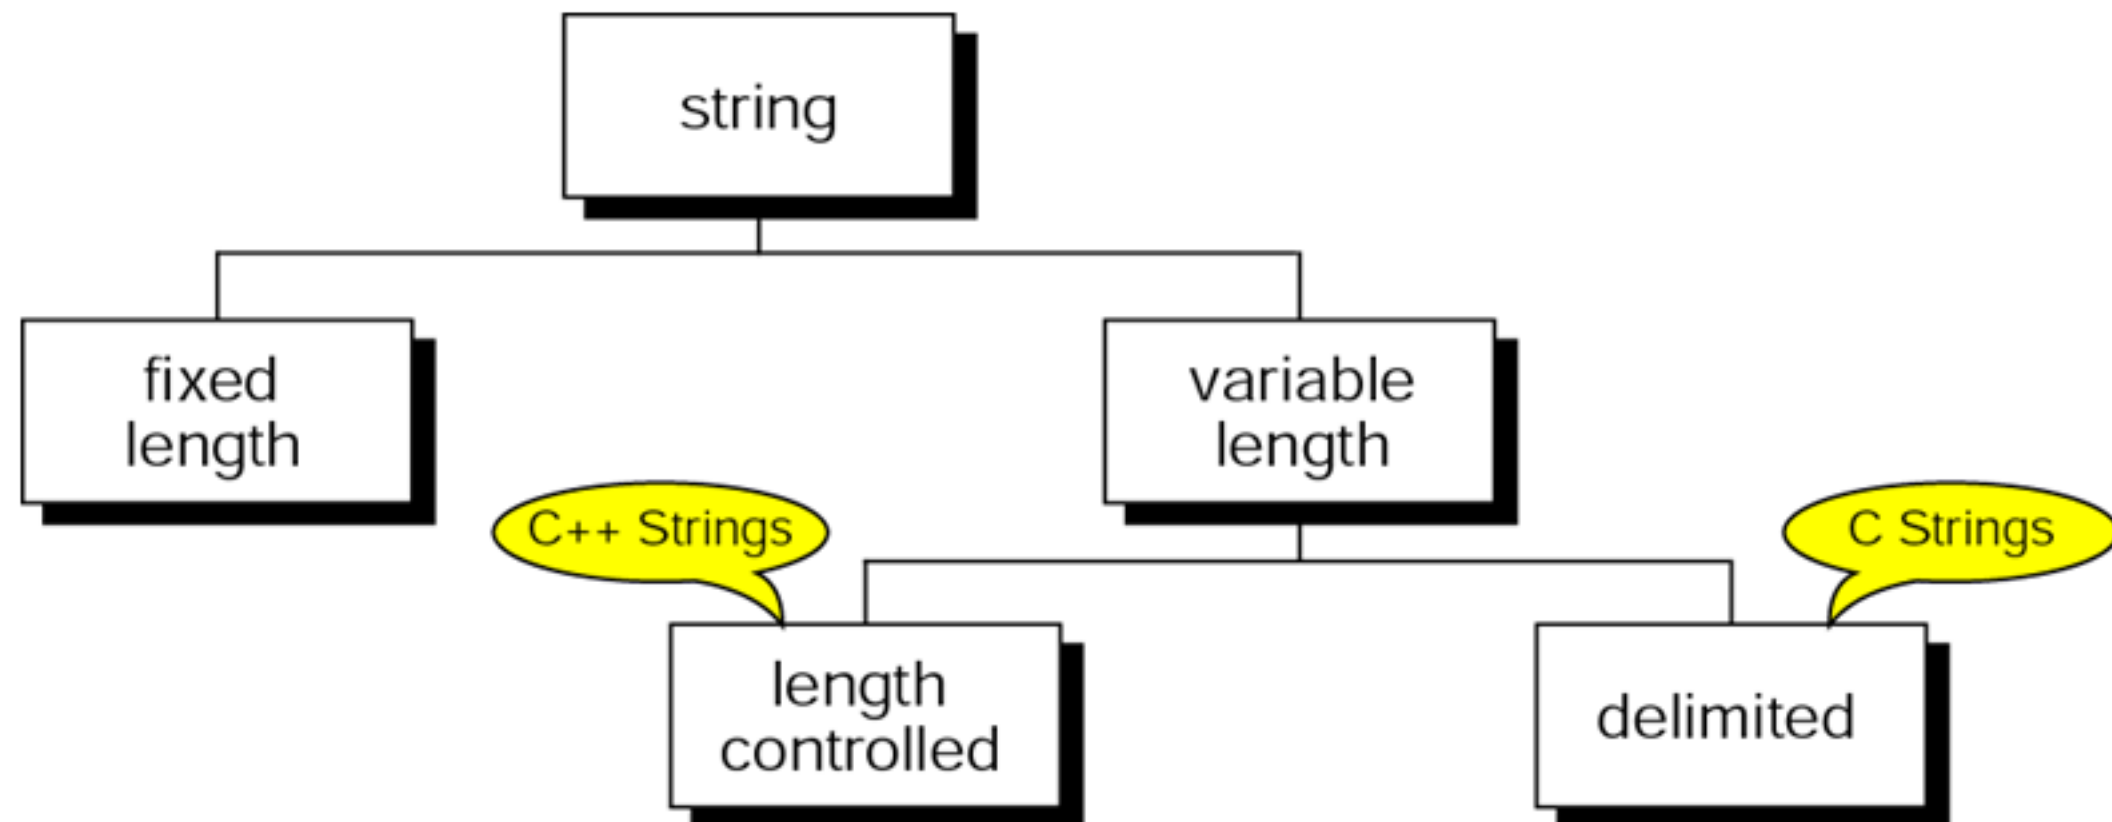 string
fixed
length
variable
length
C++ Strings
C Strings
length
controlled
delimited